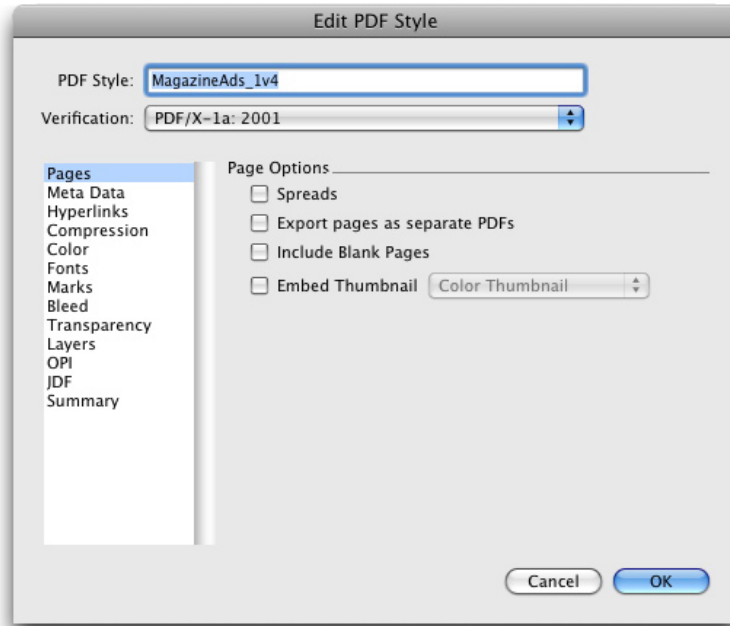 Edit PDF Style
PDF Style: MagazineAds_1v4
Verification: PDF/X-1a: 2001
Pages
Meta Data
Hyperlinks
Compression
Color
Fonts
Marks
Bleed
Transparency
Layers
OPI
JDF
Summary
Page Options
Spreads
Export pages as separate PDFs
Include Blank Pages
Embed Thumbnail Color Thumbnail
Cancel OK